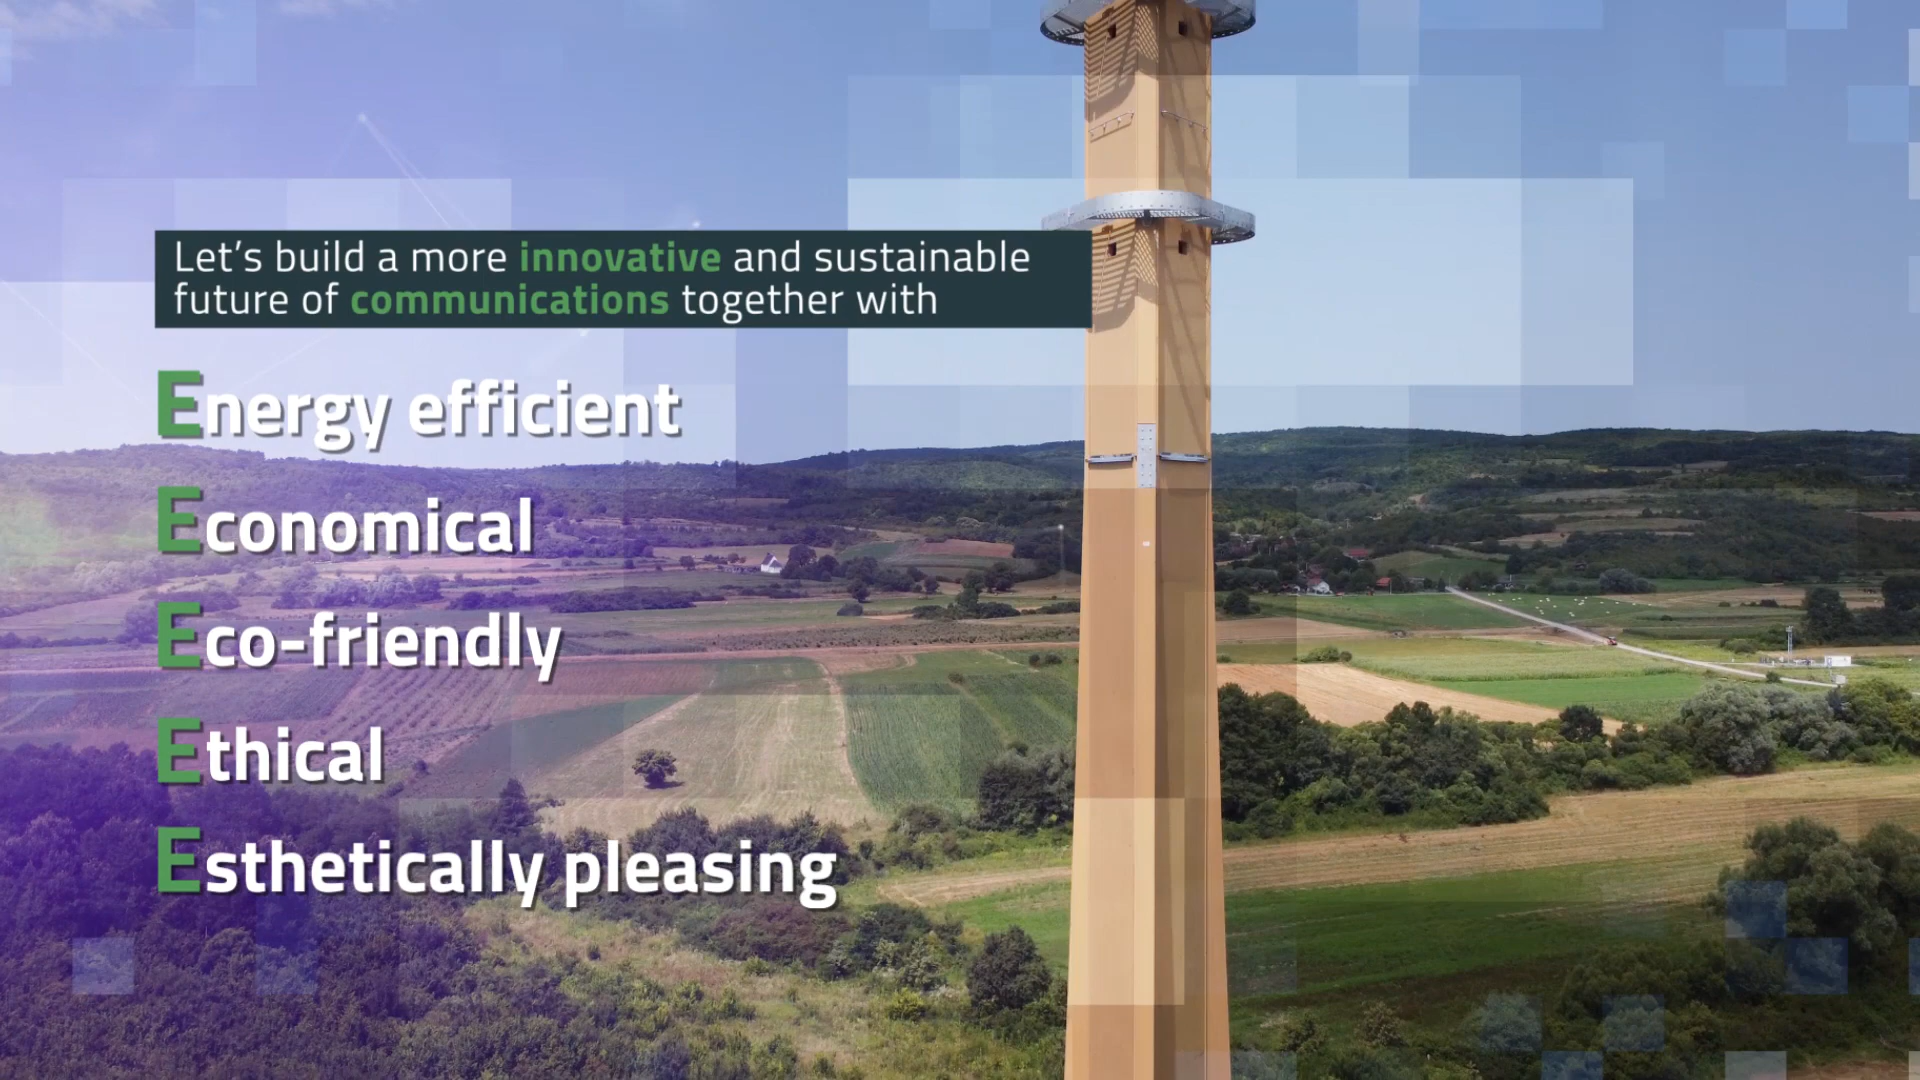 Let's build a more innovative and sustainable
future of communications together with
Energy efficient
Economical
Eco-friendly
Ethical
Esthetically pleasing